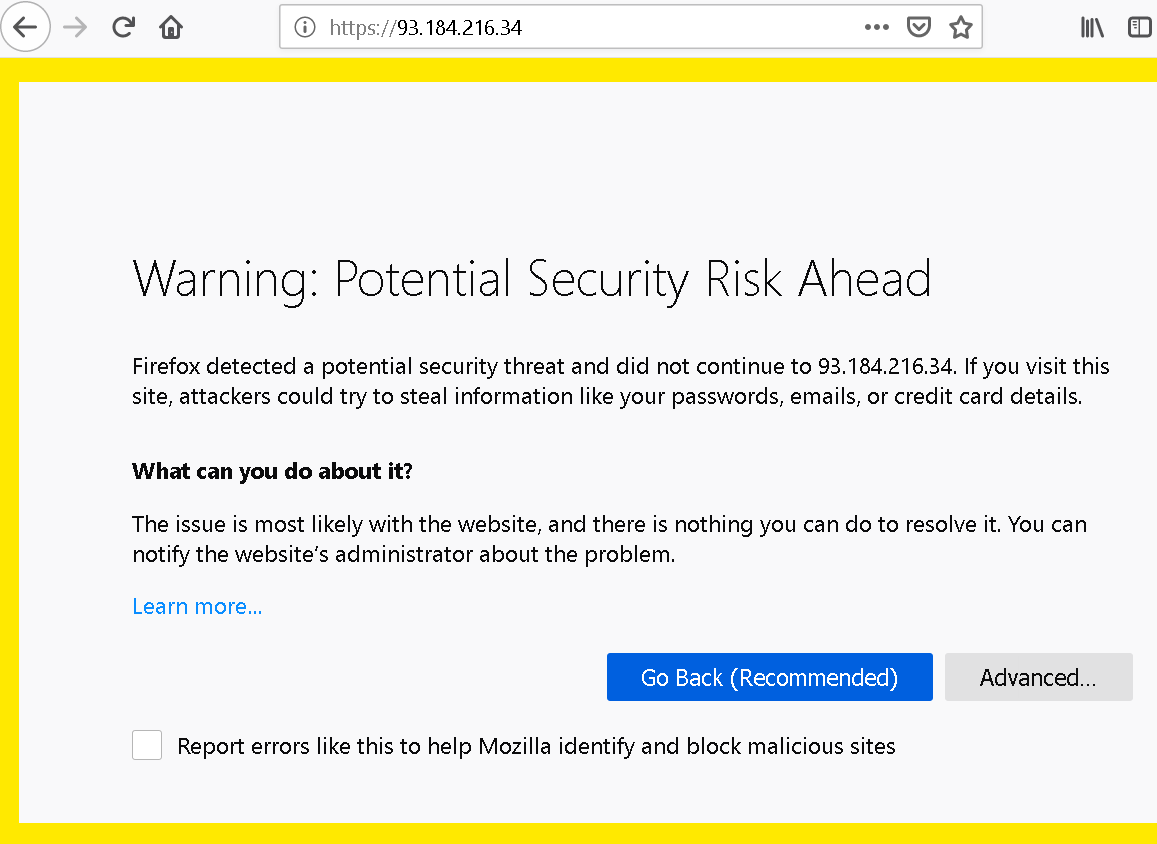 https://93.184.216.34
Warning: Potential Security Risk Ahead
Firefox detected a potential security threat and did not continue to 93.184.216.34. If you visit this
site, attackers could try to steal information like your passwords, emails, or credit card details.
What can you do about it?
The issue is most likely with the website, and there is nothing you can do to resolve it. You can
notify the website’s administrator about the problem.
Learn more…
Go Back (Recommended)
Advanced…
Report errors like this to help Mozilla identify and block malicious sites